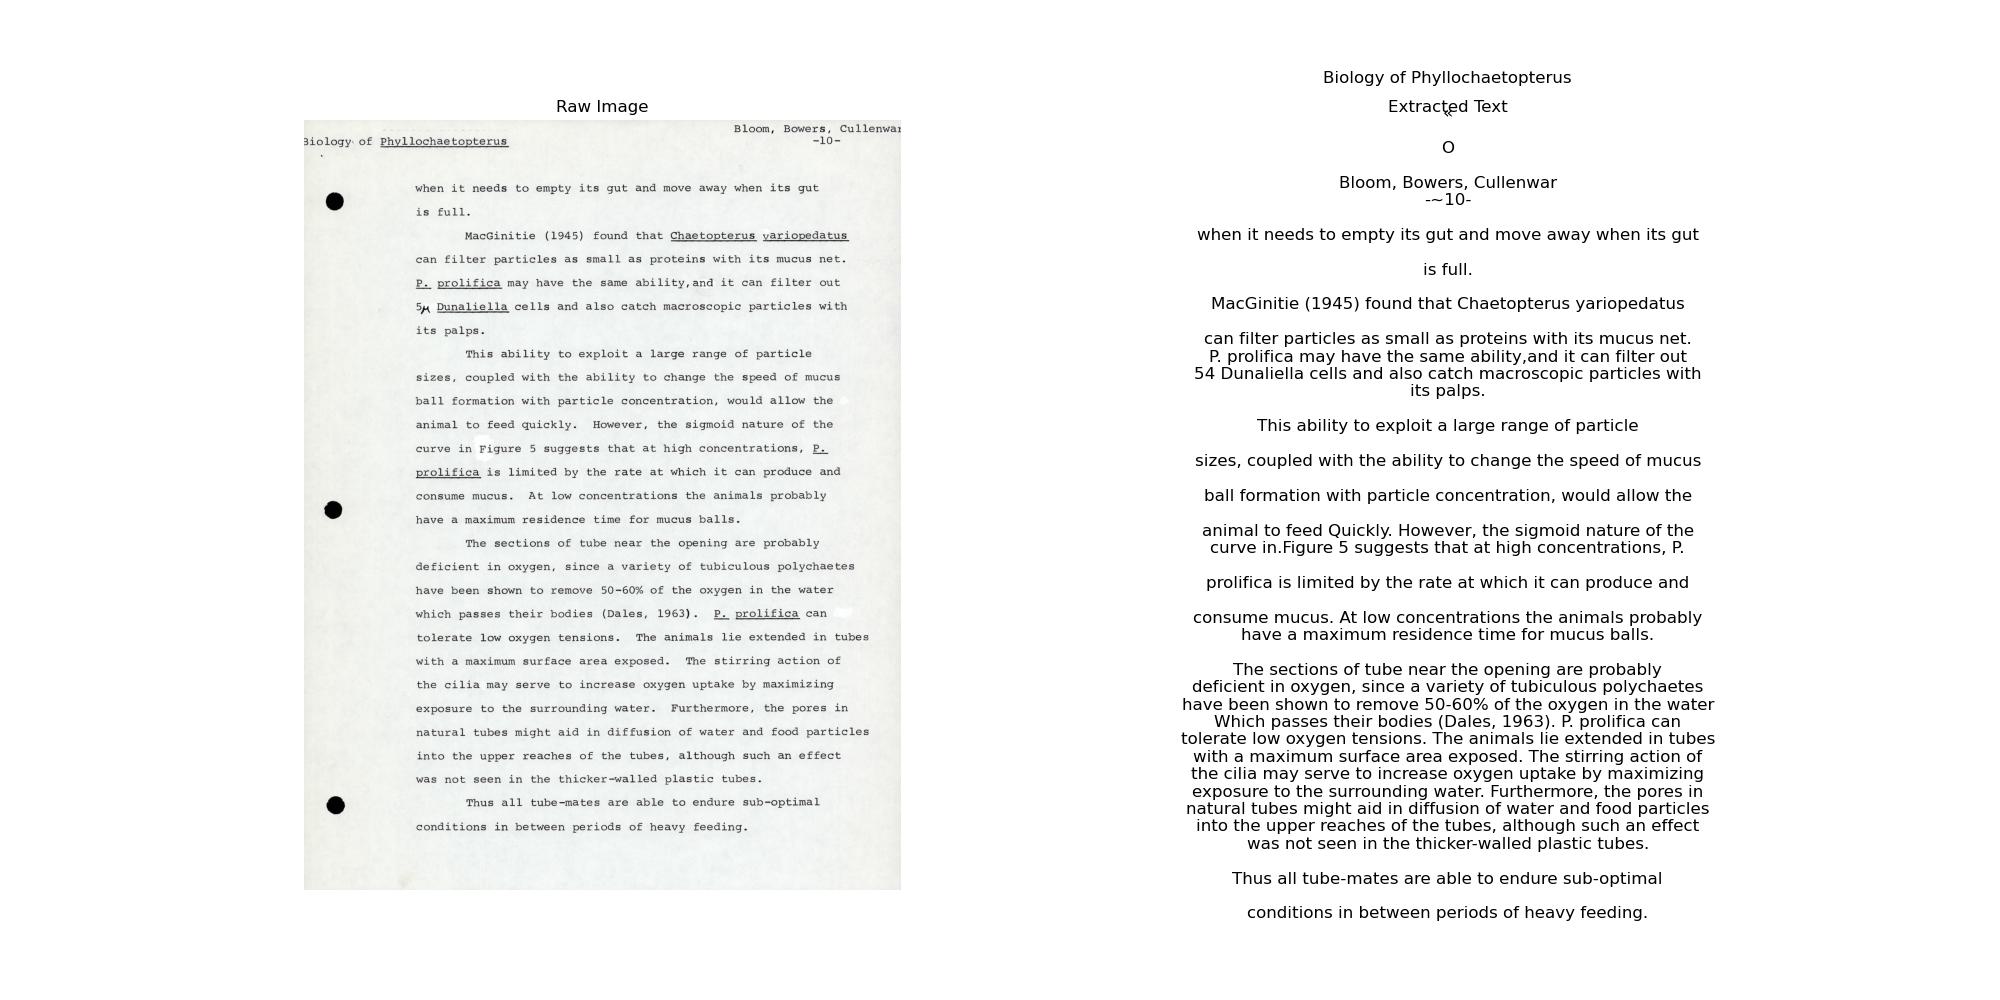 Raw Image
Bloom, Bowers, Cullenwar
Biology of Phyllochaetopterus
-10-
when it needs to empty its gut and move away when its gut
is full.
MacGinitie (1945) found that Chaetopterus variopedatus
can filter particles as small as proteins with its mucus net.
P. prolifica may have the same ability,and it can filter out
5μ Dunaliella cells and also catch macroscopic particles with
its palps.
This ability to exploit a large range of particle
sizes, coupled with the ability to change the speed of mucus
ball formation with particle concentration, would allow the
animal to feed quickly. However, the sigmoid nature of the
curve in Figure 5 suggests that at high concentrations, P.
prolifica is limited by the rate at which it can produce and
consume mucus. At low concentrations the animals probably
have a maximum residence time for mucus balls.
The sections of tube near the opening are probably
deficient in oxygen, since a variety of tubiculous polychaetes
have been shown to remove 50-60% of the oxygen in the water
which passes their bodies (Dales, 1963). P. prolifica can
tolerate low oxygen tensions. The animals lie extended in tubes
with a maximum surface area exposed. The stirring action of
the cilia may serve to increase oxygen uptake by maximizing
exposure to the surrounding water. Furthermore, the pores in
natural tubes might aid in diffusion of water and food particles
into the upper reaches of the tubes, although such an effect
was not seen in the thicker-walled plastic tubes.
Thus all tube-mates are able to endure sub-optimal
conditions in between periods of heavy feeding.
Biology of Phyllochaetopterus
Extracted Text
«
O
Bloom, Bowers, Cullenwar
-~10-
when it needs to empty its gut and move away when its gut
is full.
MacGinitie (1945) found that Chaetopterus yariopedatus
can filter particles as small as proteins with its mucus net.
P. prolifica may have the same ability,and it can filter out
54 Dunaliella cells and also catch macroscopic particles with
its palps.
This ability to exploit a large range of particle
sizes, coupled with the ability to change the speed of mucus
ball formation with particle concentration, would allow the
animal to feed Quickly. However, the sigmoid nature of the
curve in.Figure 5 suggests that at high concentrations, P.
prolifica is limited by the rate at which it can produce and
consume mucus. At low concentrations the animals probably
have a maximum residence time for mucus balls.
The sections of tube near the opening are probably
deficient in oxygen, since a variety of tubiculous polychaetes
have been shown to remove 50-60% of the oxygen in the water
Which passes their bodies (Dales, 1963). P. prolifica can
tolerate low oxygen tensions. The animals lie extended in tubes
with a maximum surface area exposed. The stirring action of
the cilia may serve to increase oxygen uptake by maximizing
exposure to the surrounding water. Furthermore, the pores in
natural tubes might aid in diffusion of water and food particles
into the upper reaches of the tubes, although such an effect
was not seen in the thicker-walled plastic tubes.
Thus all tube-mates are able to endure sub-optimal
conditions in between periods of heavy feeding.